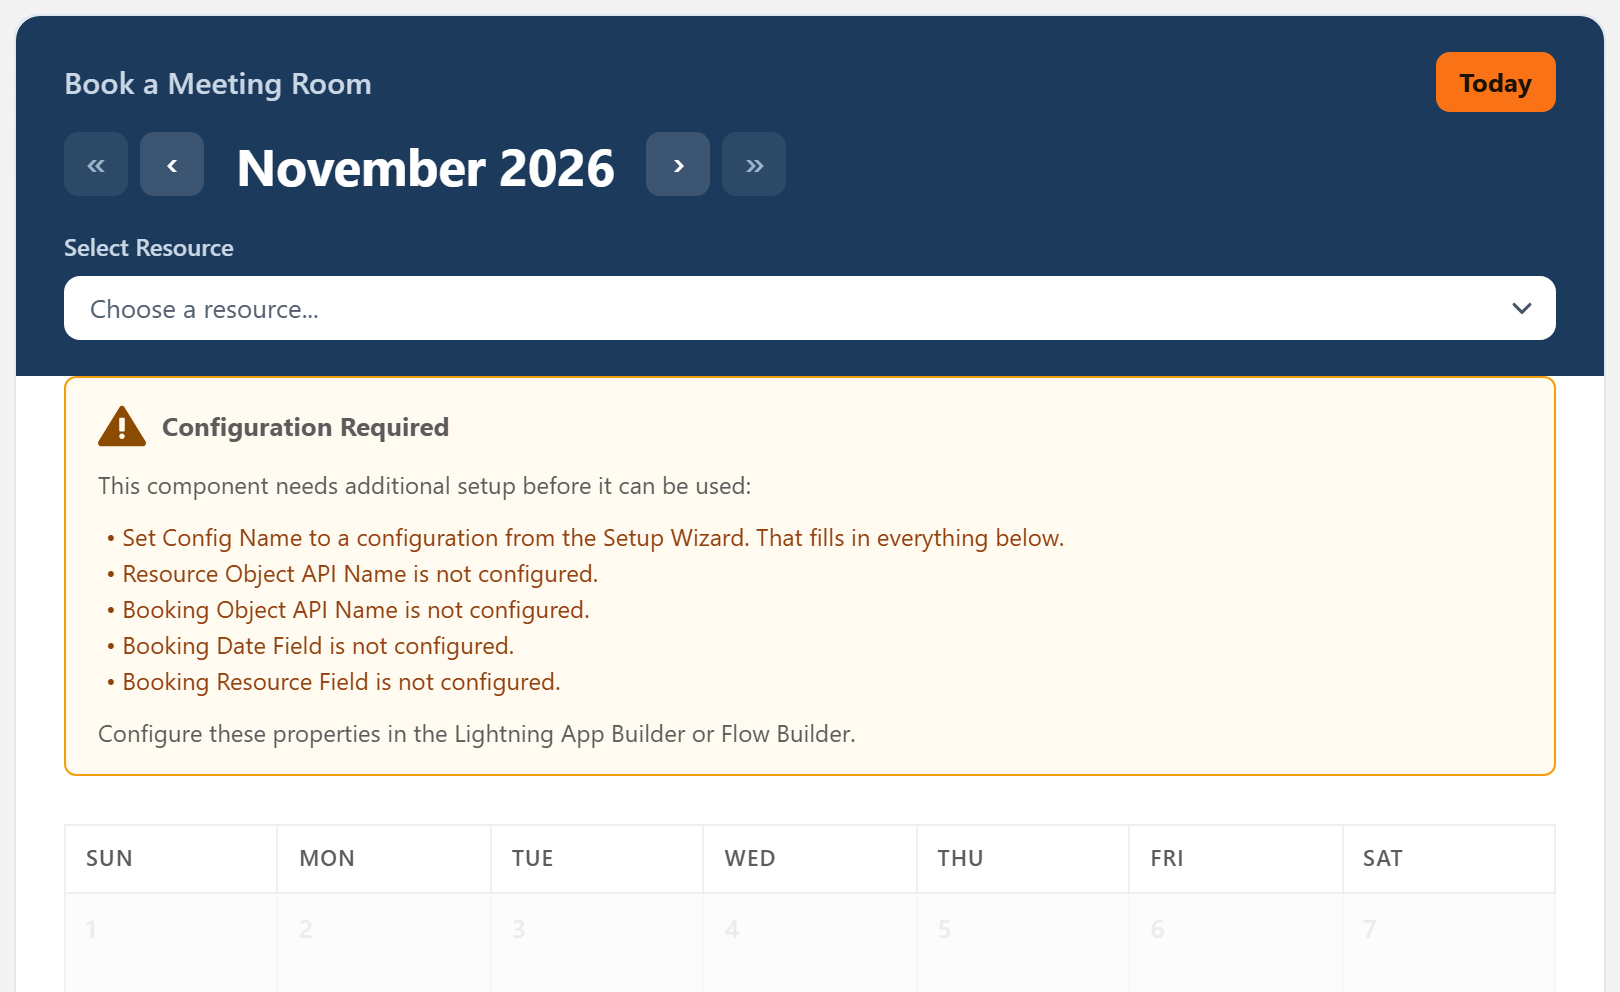 Book a Meeting Room
Today
« ‹ November 2026 › »
Select Resource
Choose a resource...
Configuration Required
This component needs additional setup before it can be used:
• Set Config Name to a configuration from the Setup Wizard. That fills in everything below.
• Resource Object API Name is not configured.
• Booking Object API Name is not configured.
• Booking Date Field is not configured.
• Booking Resource Field is not configured.
Configure these properties in the Lightning App Builder or Flow Builder.
SUN MON TUE WED THU FRI SAT
1 2 3 4 5 6 7